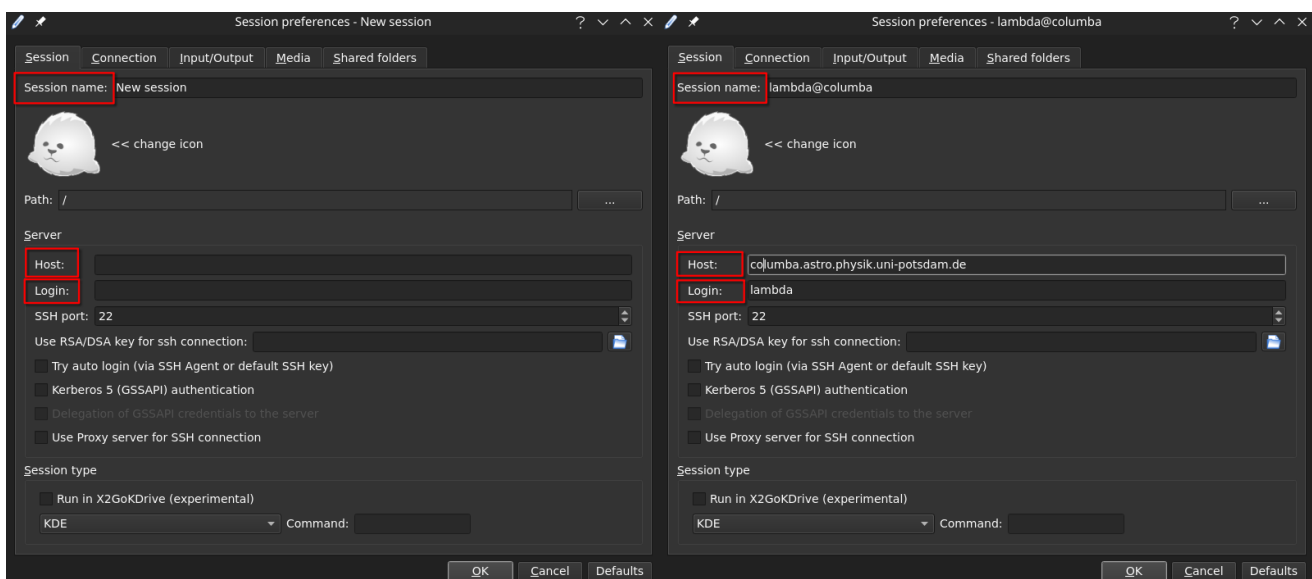 Session preferences - New session
Session Connection Input/Output Media Shared folders
Session name: New session
<< change icon
Path: / ...
Server
Host:
Login:
SSH port: 22
Use RSA/DSA key for ssh connection:
Try auto login (via SSH Agent or default SSH key)
Kerberos 5 (GSSAPI) authentication
Delegation of GSSAPI credentials to the server
Use Proxy server for SSH connection
Session type
Run in X2GoKDrive (experimental)
KDE Command:
OK Cancel Defaults
Session preferences - lambda@columba
Session Connection Input/Output Media Shared folders
Session name: lambda@columba
<< change icon
Path: / ...
Server
Host: columba.astro.physik.uni-potsdam.de
Login: lambda
SSH port: 22
Use RSA/DSA key for ssh connection:
Try auto login (via SSH Agent or default SSH key)
Kerberos 5 (GSSAPI) authentication
Delegation of GSSAPI credentials to the server
Use Proxy server for SSH connection
Session type
Run in X2GoKDrive (experimental)
KDE Command:
OK Cancel Defaults